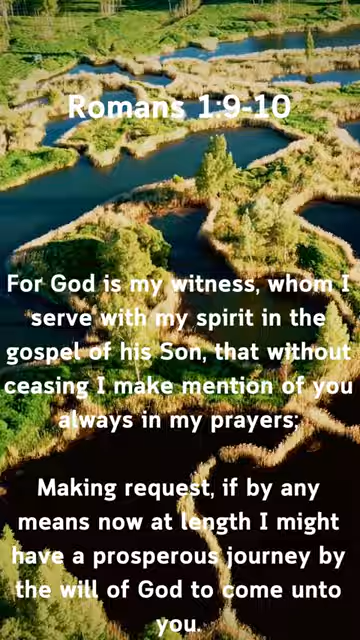 Romans 1:9-10
For God is my witness, whom I
serve with my spirit in the
gospel of his Son, that without
ceasing I make mention of you
always in my prayers;
Making request, if by any
means now at length I might
have a prosperous journey by
the will of God to come unto
you.